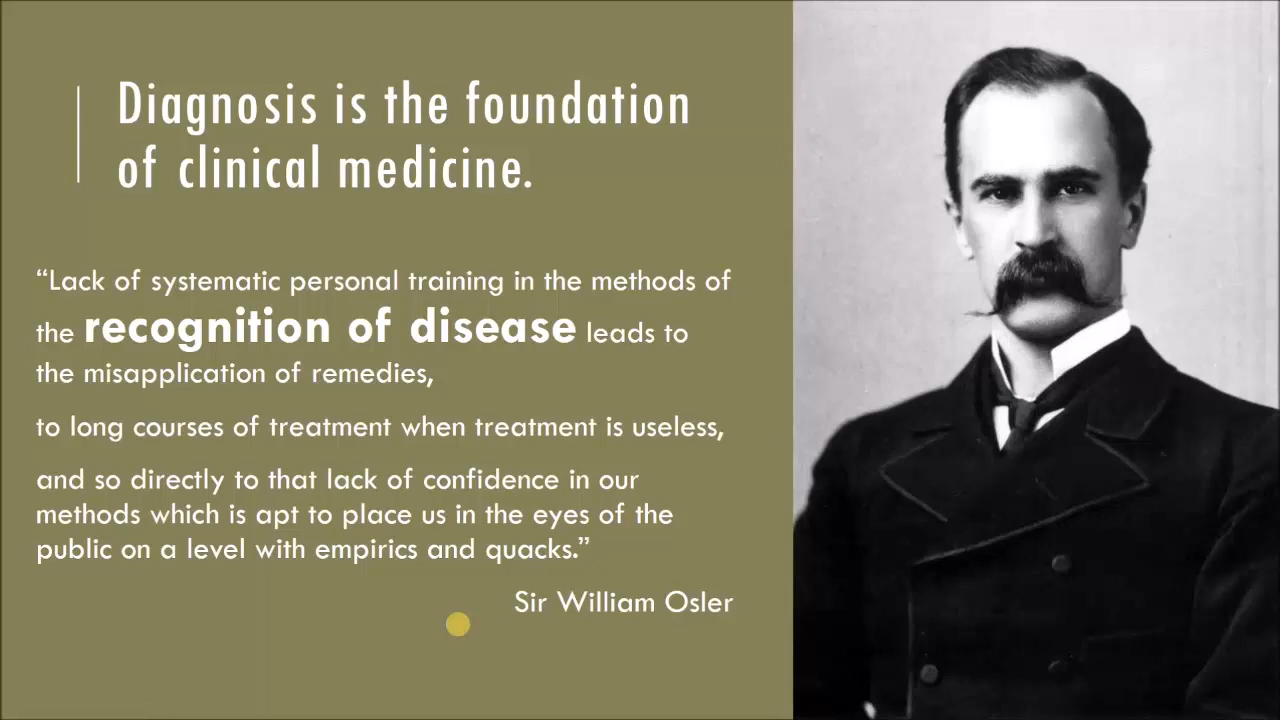 Diagnosis is the foundation
of clinical medicine.
“Lack of systematic personal training in the methods of
the recognition of disease leads to
the misapplication of remedies,
to long courses of treatment when treatment is useless,
and so directly to that lack of confidence in our
methods which is apt to place us in the eyes of the
public on a level with empirics and quacks.”
Sir William Osler